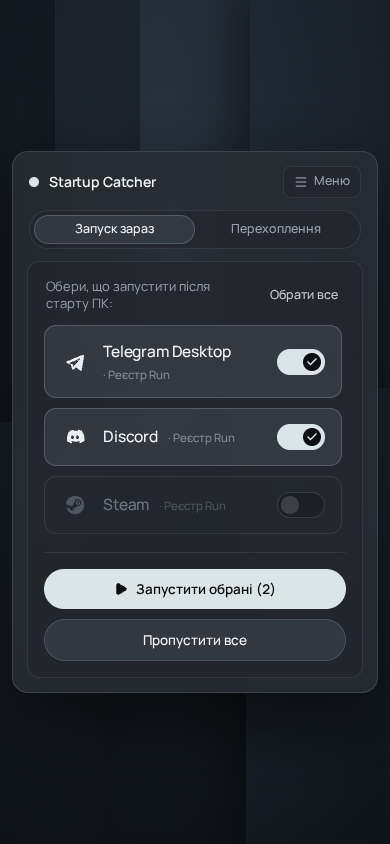 Startup Catcher
Меню
Запуск зараз
Перехоплення
Обери, що запустити після
старту ПК:
Обрати все
Telegram Desktop
· Реєстр Run
Discord · Реєстр Run
Steam · Реєстр Run
Запустити обрані (2)
Пропустити все